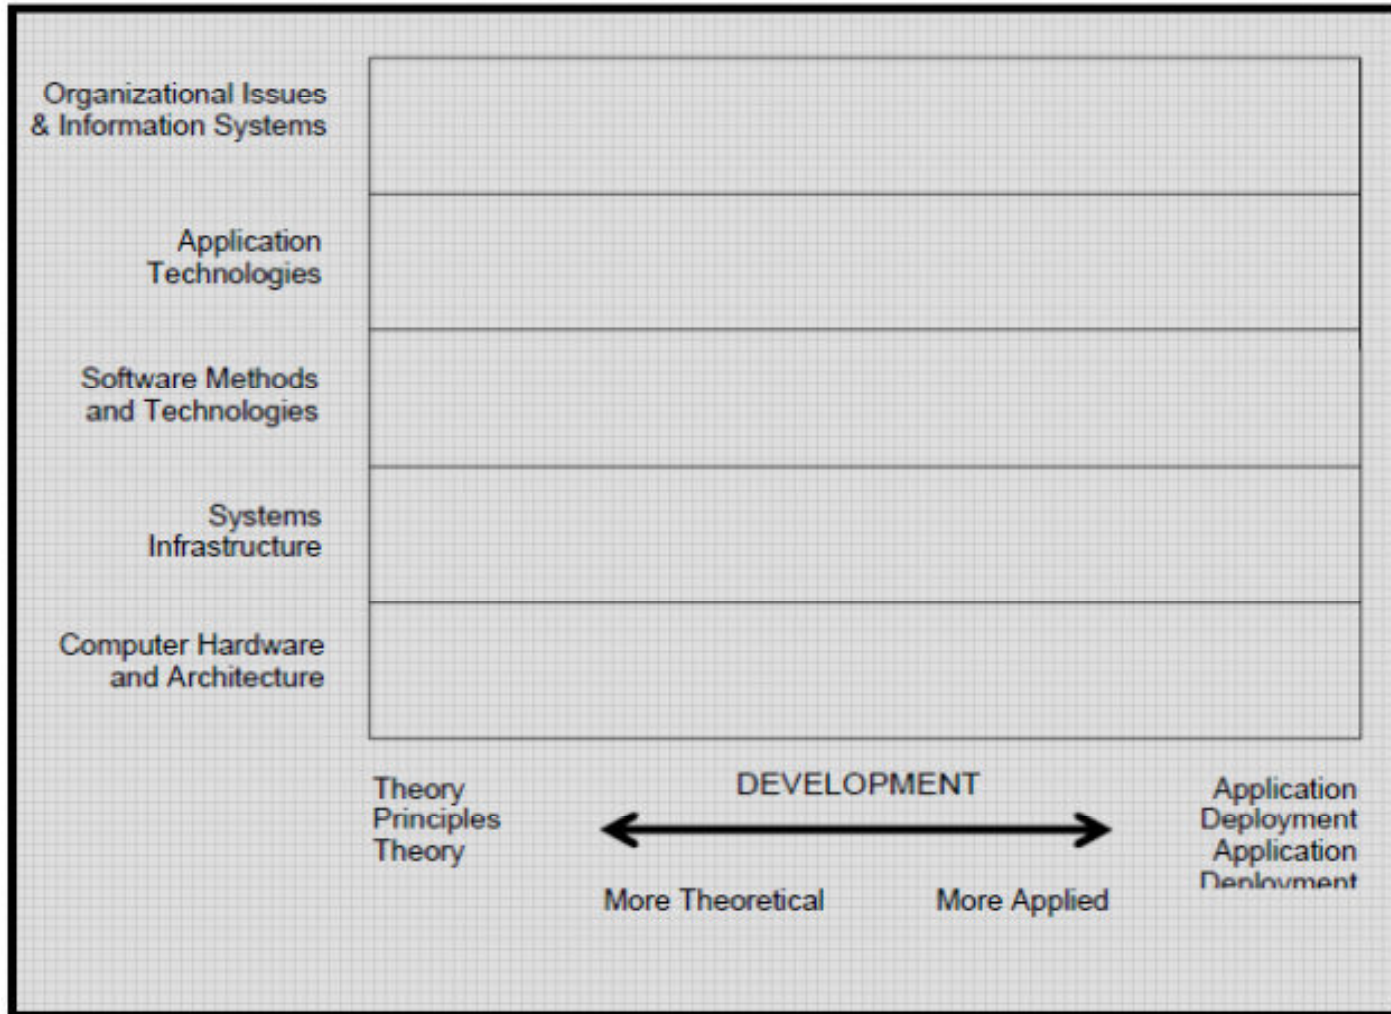 Organizational Issues
& Information Systems
Application
Technologies
Software Methods
and Technologies
Systems
Infrastructure
Computer Hardware
and Architecture
Theory
Principles
Theory
DEVELOPMENT
More Theoretical
More Applied
Application
Deployment
Application
Deployment